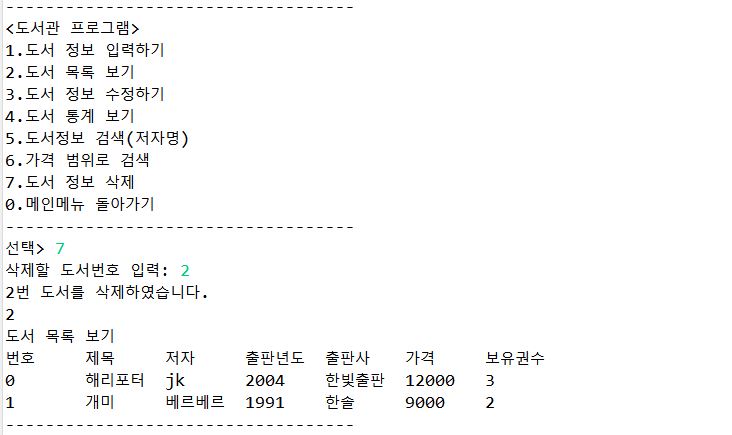 -----------------------------------
<도서관 프로그램>
1.도서 정보 입력하기
2.도서 목록 보기
3.도서 정보 수정하기
4.도서 통계 보기
5.도서정보 검색(저자명)
6.가격 범위로 검색
7.도서 정보 삭제
0.메인메뉴 돌아가기
-----------------------------------
선택> 7
삭제할 도서번호 입력: 2
2번 도서를 삭제하였습니다.
2
도서 목록 보기
번호 제목 저자 출판년도 출판사 가격 보유권수
0 해리포터 jk 2004 한빛출판 12000 3
1 개미 베르베르 1991 한솔 9000 2
-----------------------------------